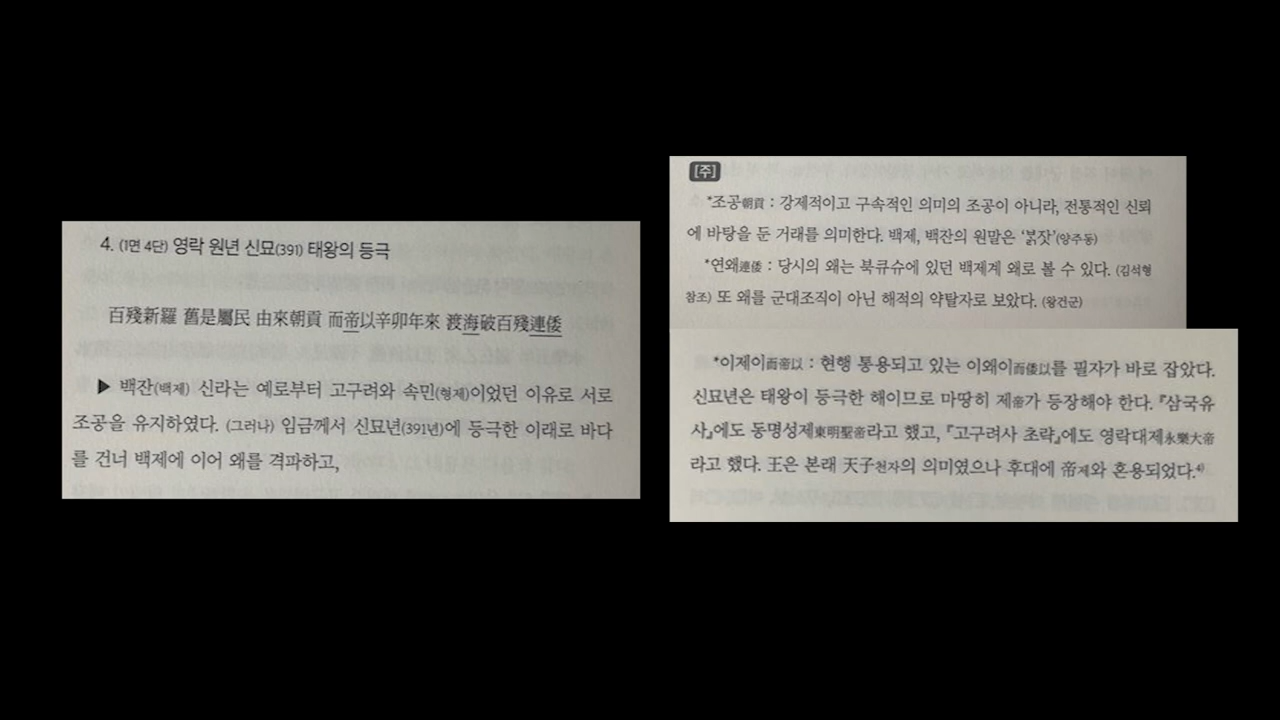 4. (1면 4단) 영락 원년 신묘(391) 태왕의 등극
百殘新羅 舊是屬民 由來朝貢 而帝以辛卯年來 渡海破百殘連倭
▶ 백잔(백제) 신라는 예로부터 고구려와 속민(형제)이었던 이유로 서로
조공을 유지하였다. (그러나) 임금께서 신묘년(391년)에 등극한 이래로 바다
를 건너 백제에 이어 왜를 격파하고,
[주]
*조공朝貢 : 강제적이고 구속적인 의미의 조공이 아니라, 전통적인 신뢰
에 바탕을 둔 거래를 의미한다. 백제, 백잔의 원말은 ‘붉잣’(양주동)
*연왜連倭 : 당시의 왜는 북큐슈에 있던 백제계 왜로 볼 수 있다. (김석형
참조) 또 왜를 군대조직이 아닌 해적의 약탈자로 보았다. (왕건군)
*이제이而帝以 : 현행 통용되고 있는 이왜이而倭以를 필자가 바로 잡았다.
신묘년은 태왕이 등극한 해이므로 마땅히 제帝가 등장해야 한다. 『삼국유
사』에도 동명성제東明聖帝라고 했고, 『고구려사 초략』에도 영락대제永樂大帝
라고 했다. 王은 본래 天子천자의 의미였으나 후대에 帝제와 혼용되었다.4)